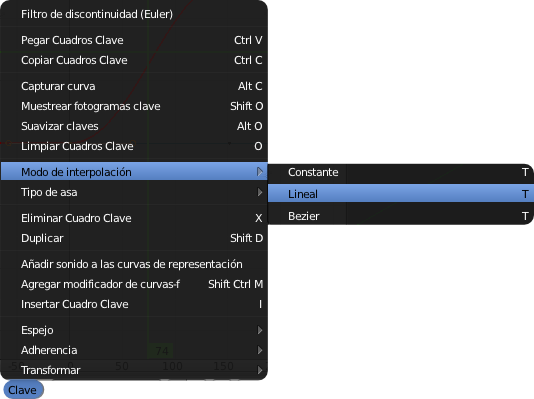 Filtro de discontinuidad (Euler)
Pegar Cuadros Clave Ctrl V
Copiar Cuadros Clave Ctrl C
Capturar curva Alt C
Muestrear fotogramas clave Shift O
Suavizar claves Alt O
Limpiar Cuadros Clave O
Modo de interpolación
Constante T
Tipo de asa
Lineal T
Eliminar Cuadro Clave X
Bezier T
Duplicar Shift D
Añadir sonido a las curvas de representación
Agregar modificador de curvas-f Shift Ctrl M
Insertar Cuadro Clave I
Espejo
Adherencia
74
Transformar
50 100 150
Clave